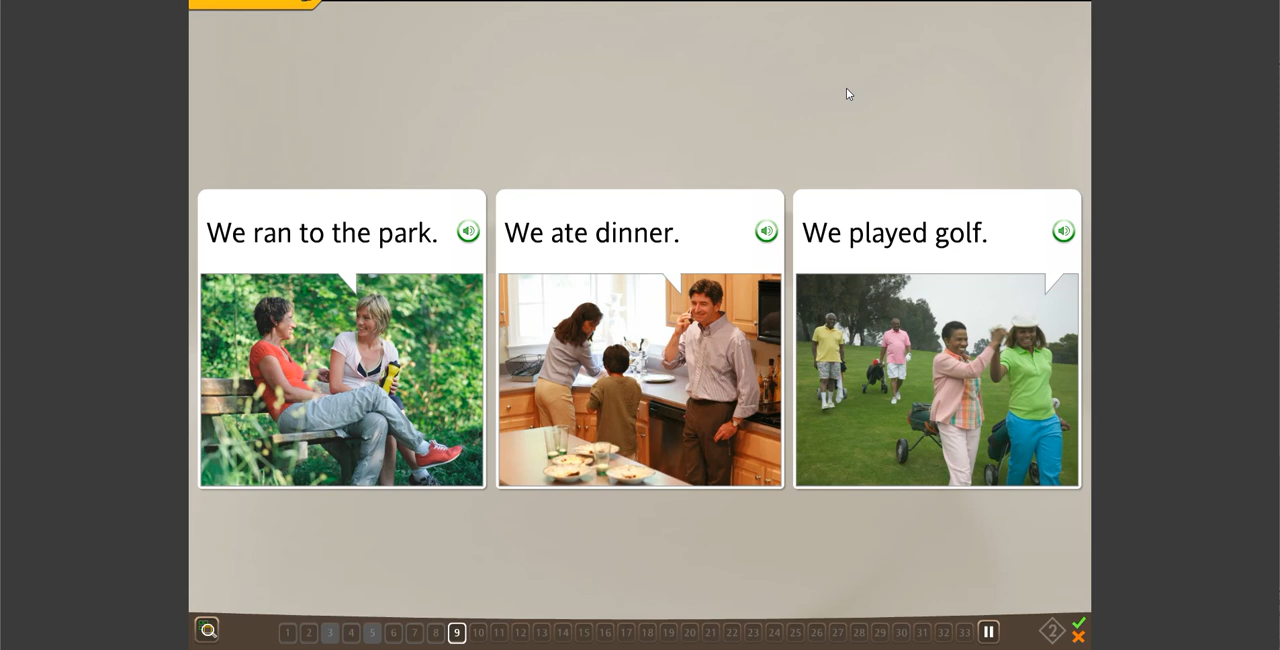 We ran to the park.
We ate dinner.
We played golf.
1 2 3 4 5 6 7 8 9 10 11 12 13 14 15 16 17 18 19 20 21 22 23 24 25 26 27 28 29 30 31 32 33
2